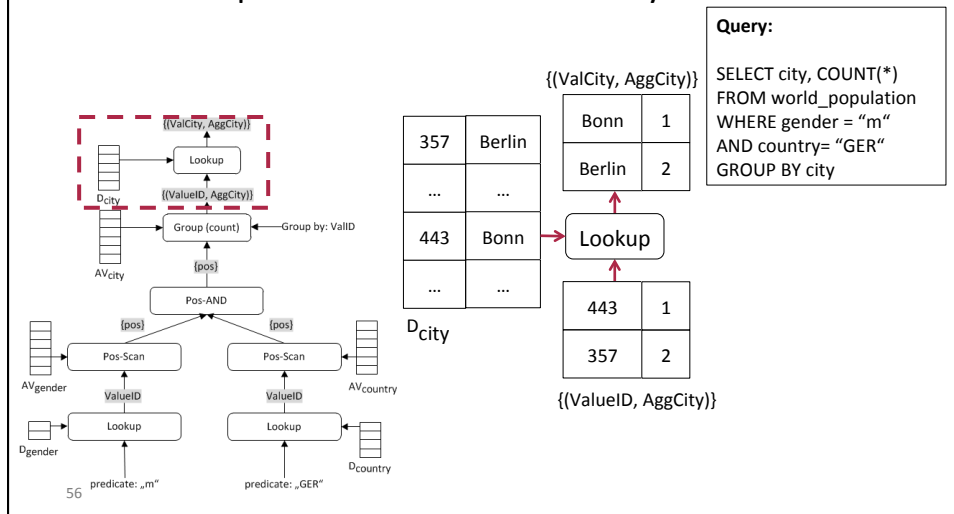 Query:
SELECT city, COUNT(*)
FROM world_population
WHERE gender = “m“
AND country= “GER“
GROUP BY city
{(ValCity, AggCity)}
Lookup
Dcity
{(ValueID, AggCity)}
Group (count)
Group by: ValID
AVcity
{pos}
Pos-AND
{pos}
{pos}
Pos-Scan
Pos-Scan
AVgender
AVcountry
ValueID
ValueID
Lookup
Lookup
Dgender
Dcountry
predicate: „m“
predicate: „GER“
56
{(ValCity, AggCity)}
Bonn 1
Berlin 2
357 Berlin
... ...
443 Bonn
... ...
Dcity
Lookup
443 1
357 2
{(ValueID, AggCity)}